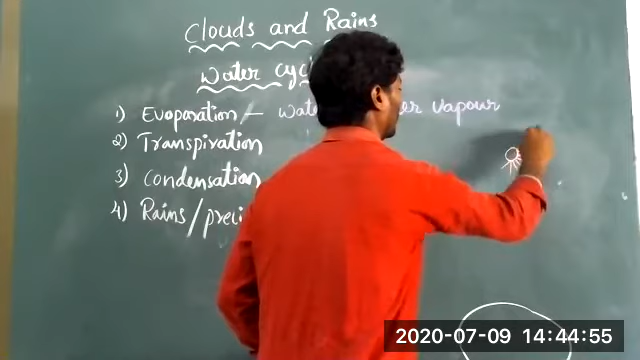 Clouds and Rains
Water cyc
1) Evaporation — wate er vapour
2) Transpiration
3) Condensation
4) Rains/preci
2020-07-09 14:44:55